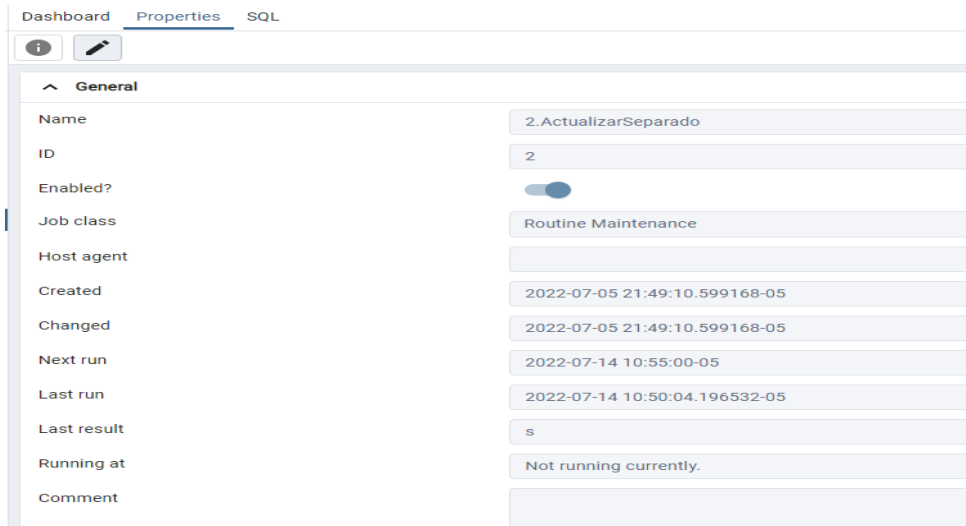 Dashboard Properties SQL
General
Name 2.ActualizarSeparado
ID 2
Enabled?
Job class Routine Maintenance
Host agent
Created 2022-07-05 21:49:10.599168-05
Changed 2022-07-05 21:49:10.599168-05
Next run 2022-07-14 10:55:00-05
Last run 2022-07-14 10:50:04.196532-05
Last result s
Running at Not running currently.
Comment